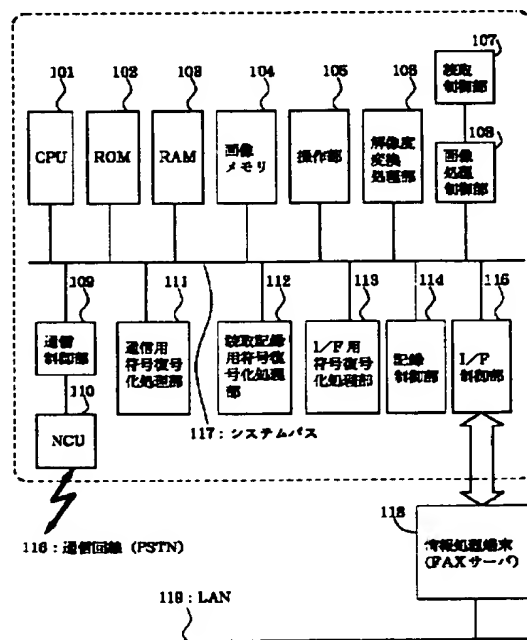 107
101
102
103
104
105
106
読取
制御部
108
CPU
ROM
RAM
画像
メモリ
操作部
解像度
変換
処理部
画像
処理
制御部
109
111
112
113
114
115
通信
制御部
通信用
符号復号
化処理部
読取記録
用符号復
号化処理
部
I/F用
符号復号
化処理部
記録
制御部
I/F
制御部
110
NCU
117：システムバス
116：通信回線 (PSTN)
118
情報処理端末
(FAXサーバ)
119：LAN